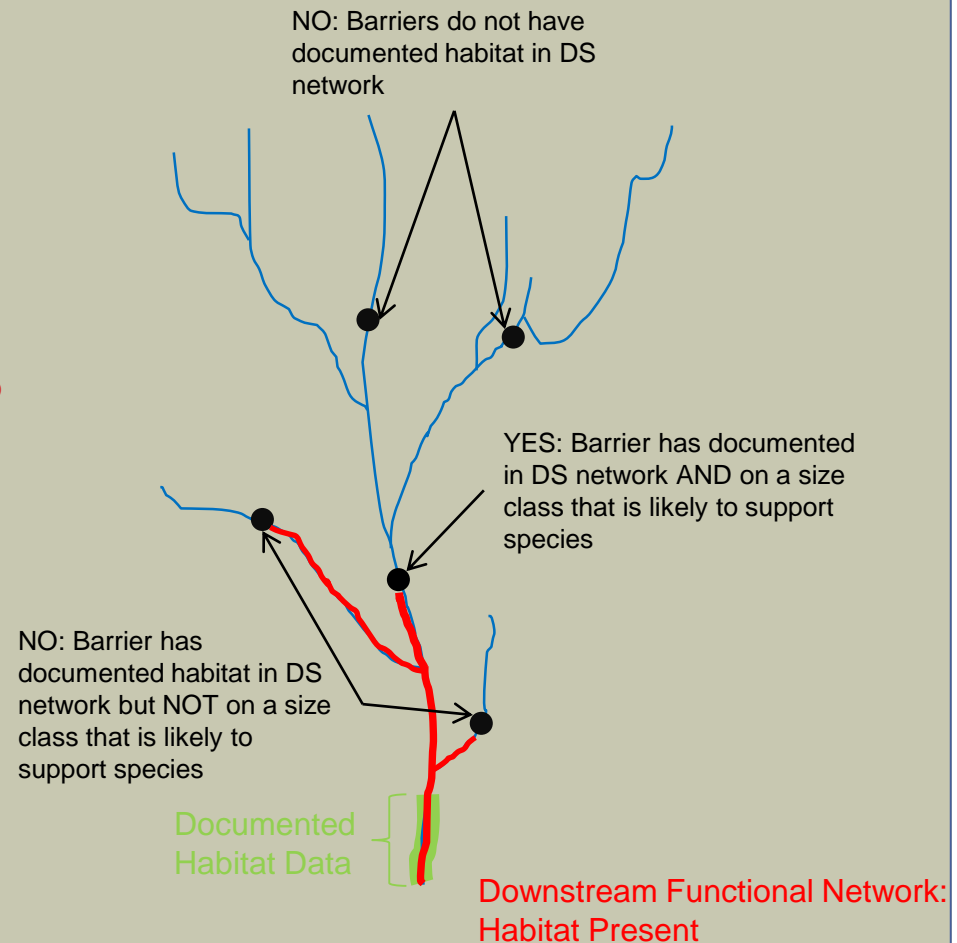 NO: Barriers do not have
documented habitat in DS
network
YES: Barrier has documented
in DS network AND on a size
class that is likely to support
species
NO: Barrier has
documented habitat in DS
network but NOT on a size
class that is likely to
support species
Documented
Habitat Data
Downstream Functional Network:
Habitat Present